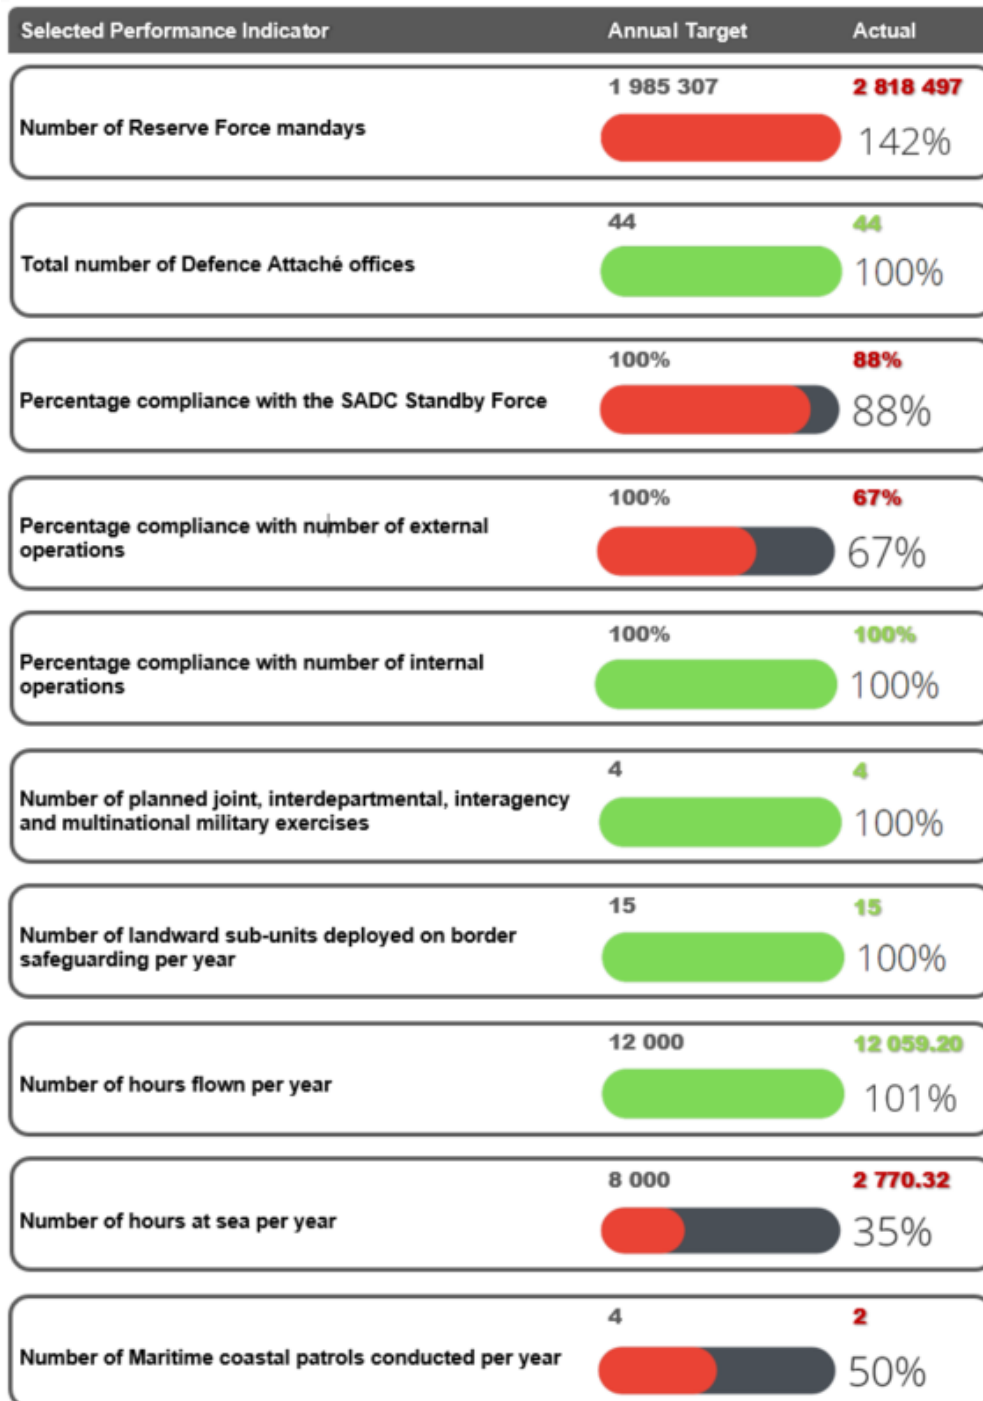 Selected Performance Indicator Annual Target Actual
1 985 307 2 818 497
Number of Reserve Force mandays
142%
44 44
Total number of Defence Attaché offices
100%
100% 88%
Percentage compliance with the SADC Standby Force
88%
100% 67%
Percentage compliance with number of external
operations
67%
100% 100%
Percentage compliance with number of internal
operations
100%
4 4
Number of planned joint, interdepartmental, interagency
and multinational military exercises
100%
15 15
Number of landward sub-units deployed on border
safeguarding per year
100%
12 000 12 059.20
Number of hours flown per year
101%
8 000 2 770.32
Number of hours at sea per year
35%
4 2
Number of Maritime coastal patrols conducted per year
50%